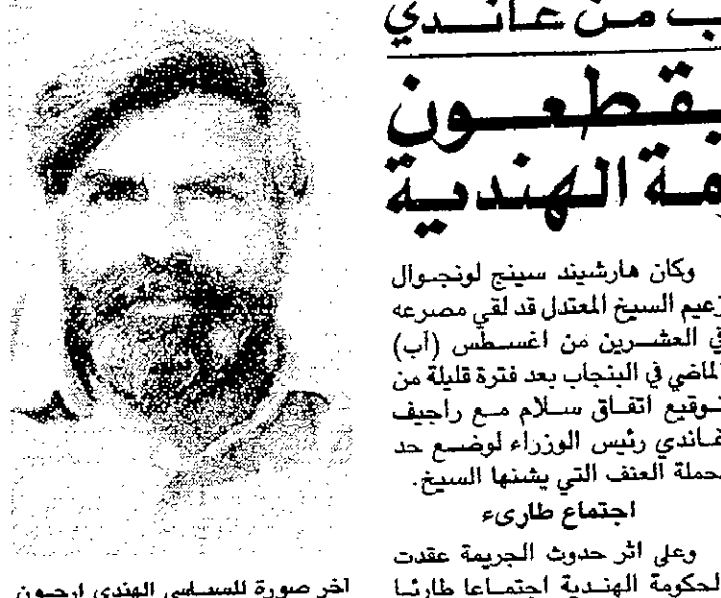 ب من غاندي
يقطعون
مة الهندية
وكان هارشيند سينج لونجوال
زعيم السيخ المعتدل قد لقي مصرعه
في العشرين من اغسطس (آب)
الماضي في البنجاب بعد فترة قليلة من
توقيع اتفاق سلام مع راجيف
غاندي رئيس الوزراء لوضع حد
لحملة العنف التي يشنها السيخ.
اجتماع طارىء
وعلى اثر حدوث الجريمة عقدت
الحكومة الهندية اجتماعا طارئا
آخر صورة للسياسي الهندي ارجون